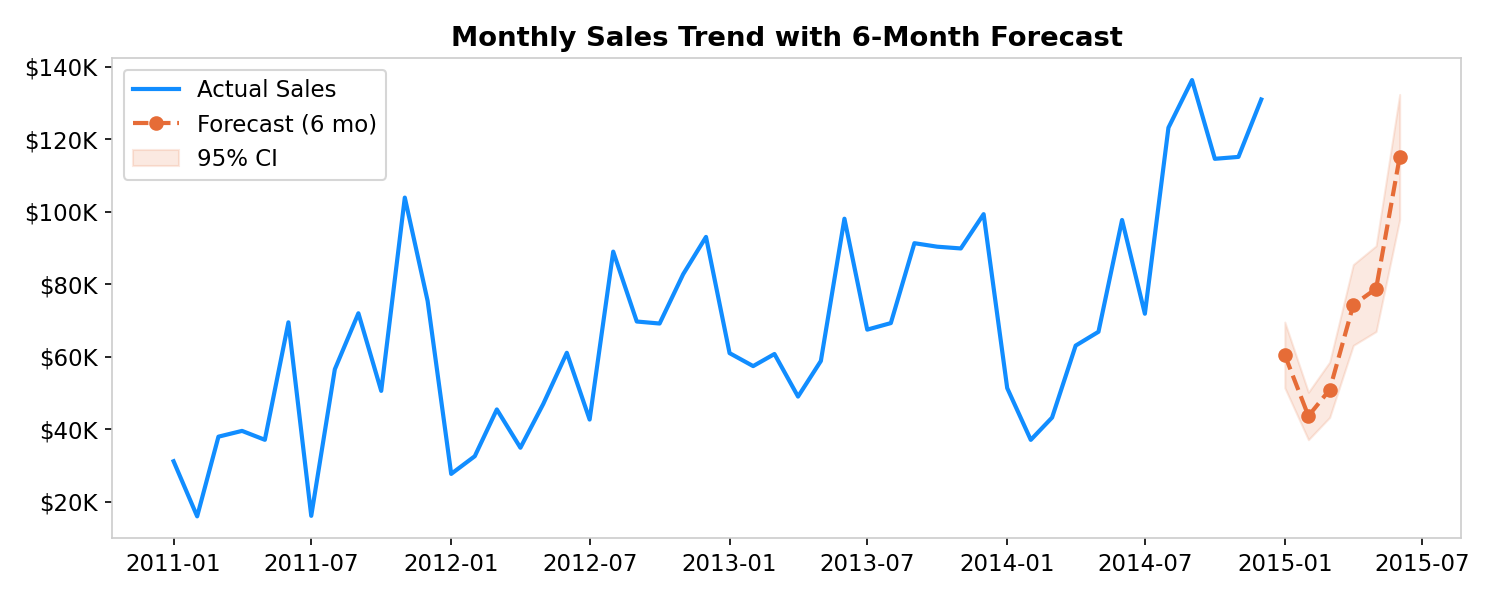 Monthly Sales Trend with 6-Month Forecast
$140K
$120K
$100K
$80K
$60K
$40K
$20K
Actual Sales
Forecast (6 mo)
95% CI
2011-01 2011-07 2012-01 2012-07 2013-01 2013-07 2014-01 2014-07 2015-01 2015-07